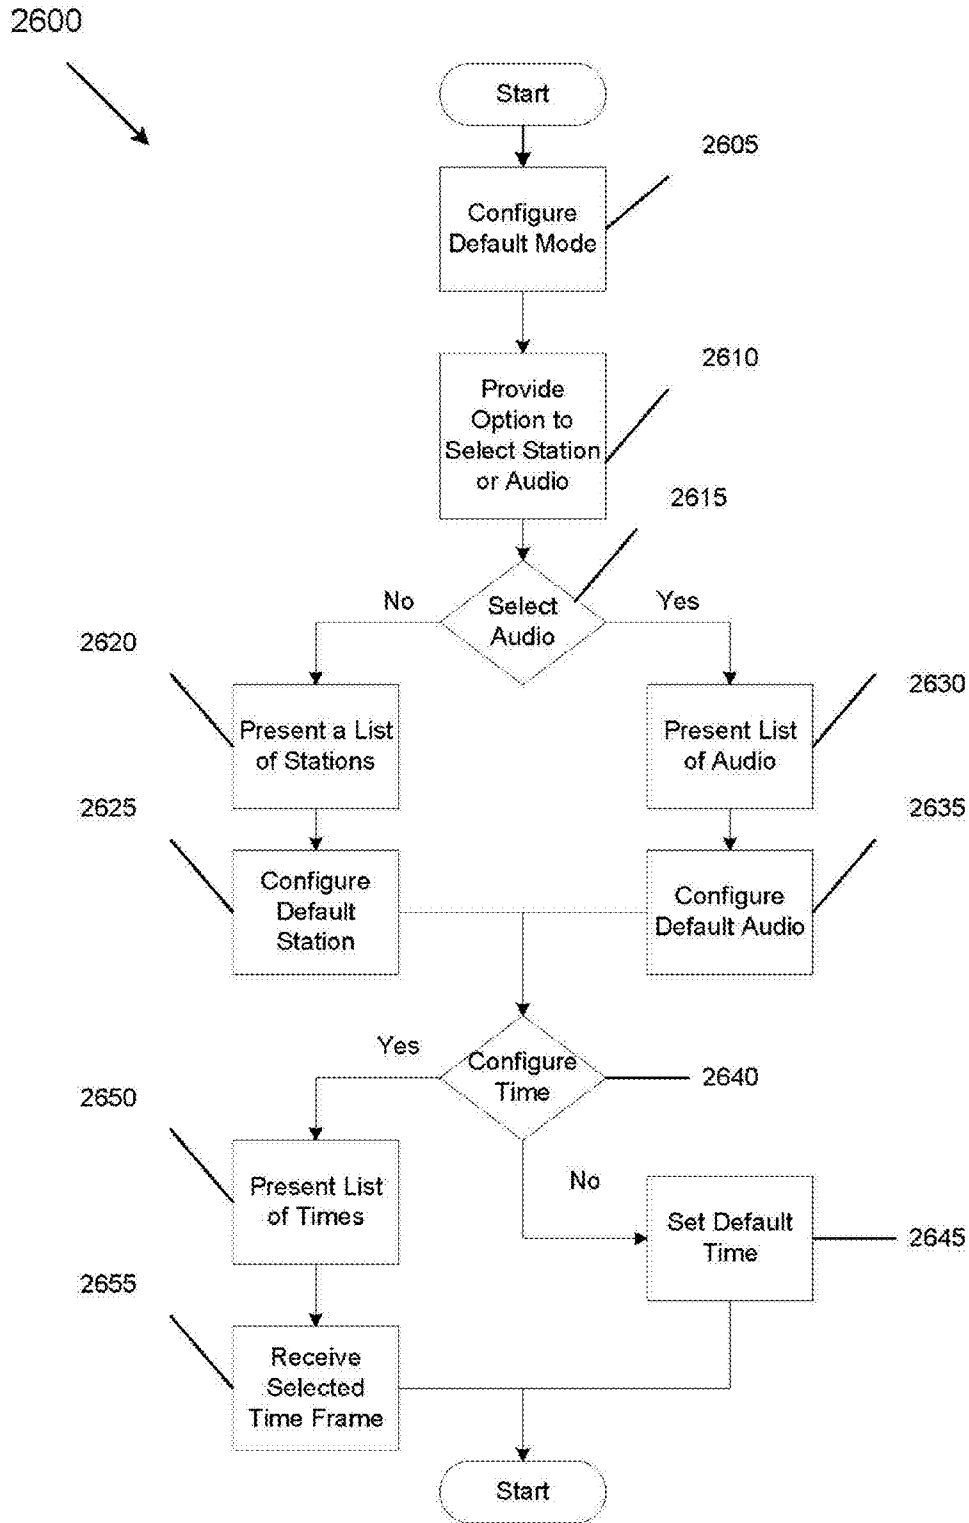 2600
Start
2605
Configure
Default Mode
2610
Provide
Option to
Select Station
or Audio
2615
Select
Audio
No
Yes
2620
Present a List
of Stations
2630
Present List
of Audio
2625
Configure
Default
Station
2635
Configure
Default Audio
Configure
Time
2640
Yes
No
2650
Present List
of Times
Set Default
Time
2645
2655
Receive
Selected
Time Frame
Start